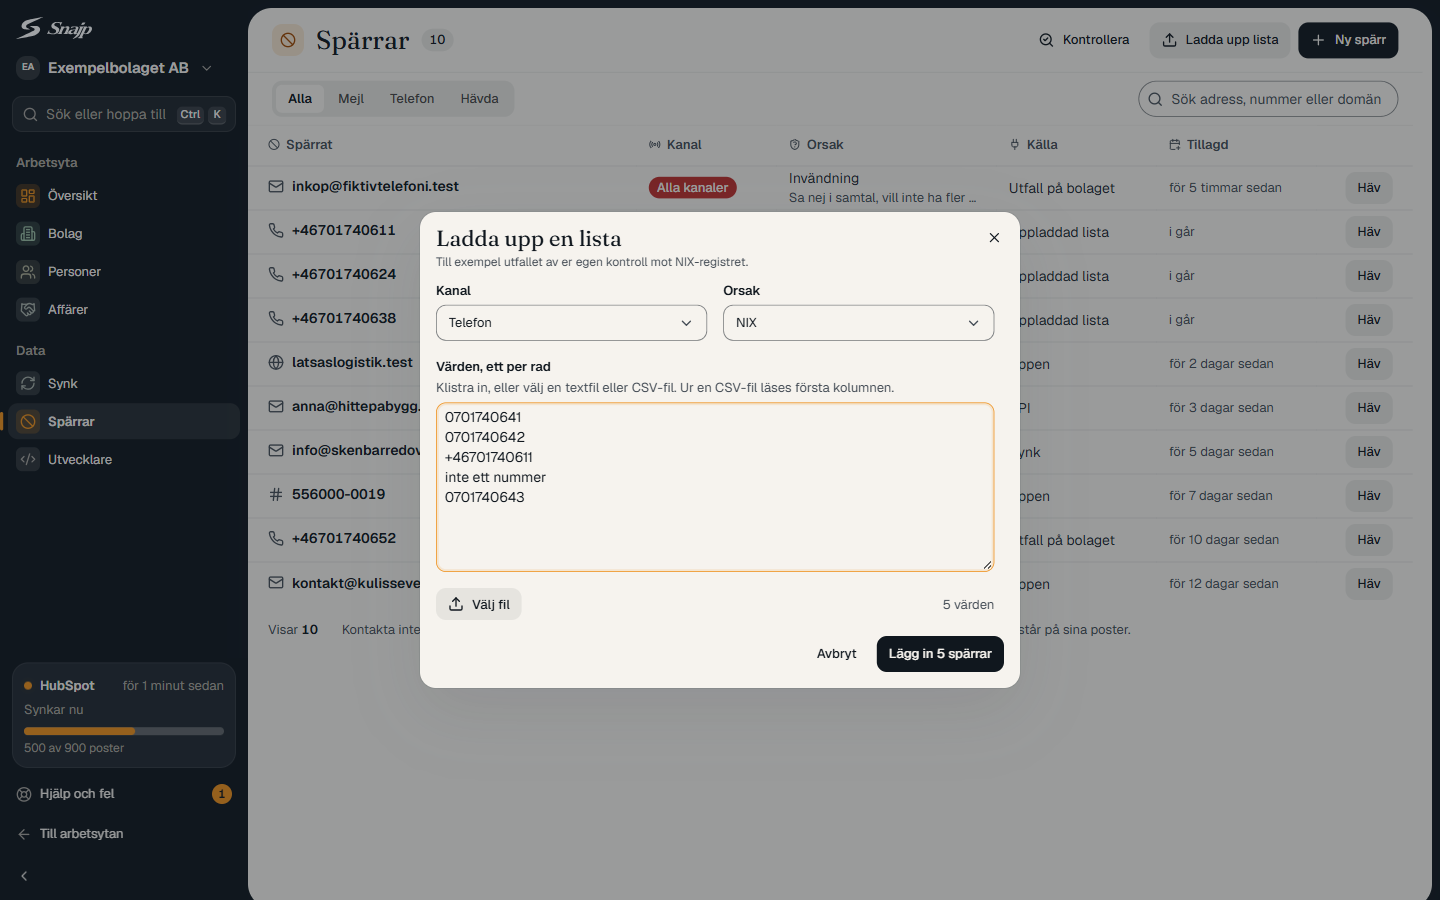 Snajp
EA Exempelbolaget AB
Sök eller hoppa till Ctrl K
Arbetsyta
Översikt
Bolag
Personer
Affärer
Data
Synk
Spärrar
Utvecklare
HubSpot för 1 minut sedan
Synkar nu
500 av 900 poster
Hjälp och fel 1
Till arbetsytan
Spärrar 10
Kontrollera Ladda upp lista Ny spärr
Alla Mejl Telefon Hävda
Sök adress, nummer eller domän
Spärrat Kanal Orsak Källa Tillagd
inkop@fiktivtelefoni.test Alla kanaler Invändning Utfall på bolaget för 5 timmar sedan Häv
Sa nej i samtal, vill inte ha fler ...
+46701740611 ppladdad lista i går Häv
+46701740624 ppladdad lista i går Häv
+46701740638 ppladdad lista i går Häv
latsaslogistik.test ppen för 2 dagar sedan Häv
anna@hittepabygg. PI för 3 dagar sedan Häv
info@skenbarredov ynk för 5 dagar sedan Häv
556000-0019 ppen för 7 dagar sedan Häv
+46701740652 tfall på bolaget för 10 dagar sedan Häv
kontakt@kulisseve ppen för 12 dagar sedan Häv
Visar 10 Kontakta inte står på sina poster.
Ladda upp en lista
Till exempel utfallet av er egen kontroll mot NIX-registret.
Kanal Orsak
Telefon NIX
Värden, ett per rad
Klistra in, eller välj en textfil eller CSV-fil. Ur en CSV-fil läses första kolumnen.
0701740641
0701740642
+46701740611
inte ett nummer
0701740643
Välj fil 5 värden
Avbryt Lägg in 5 spärrar